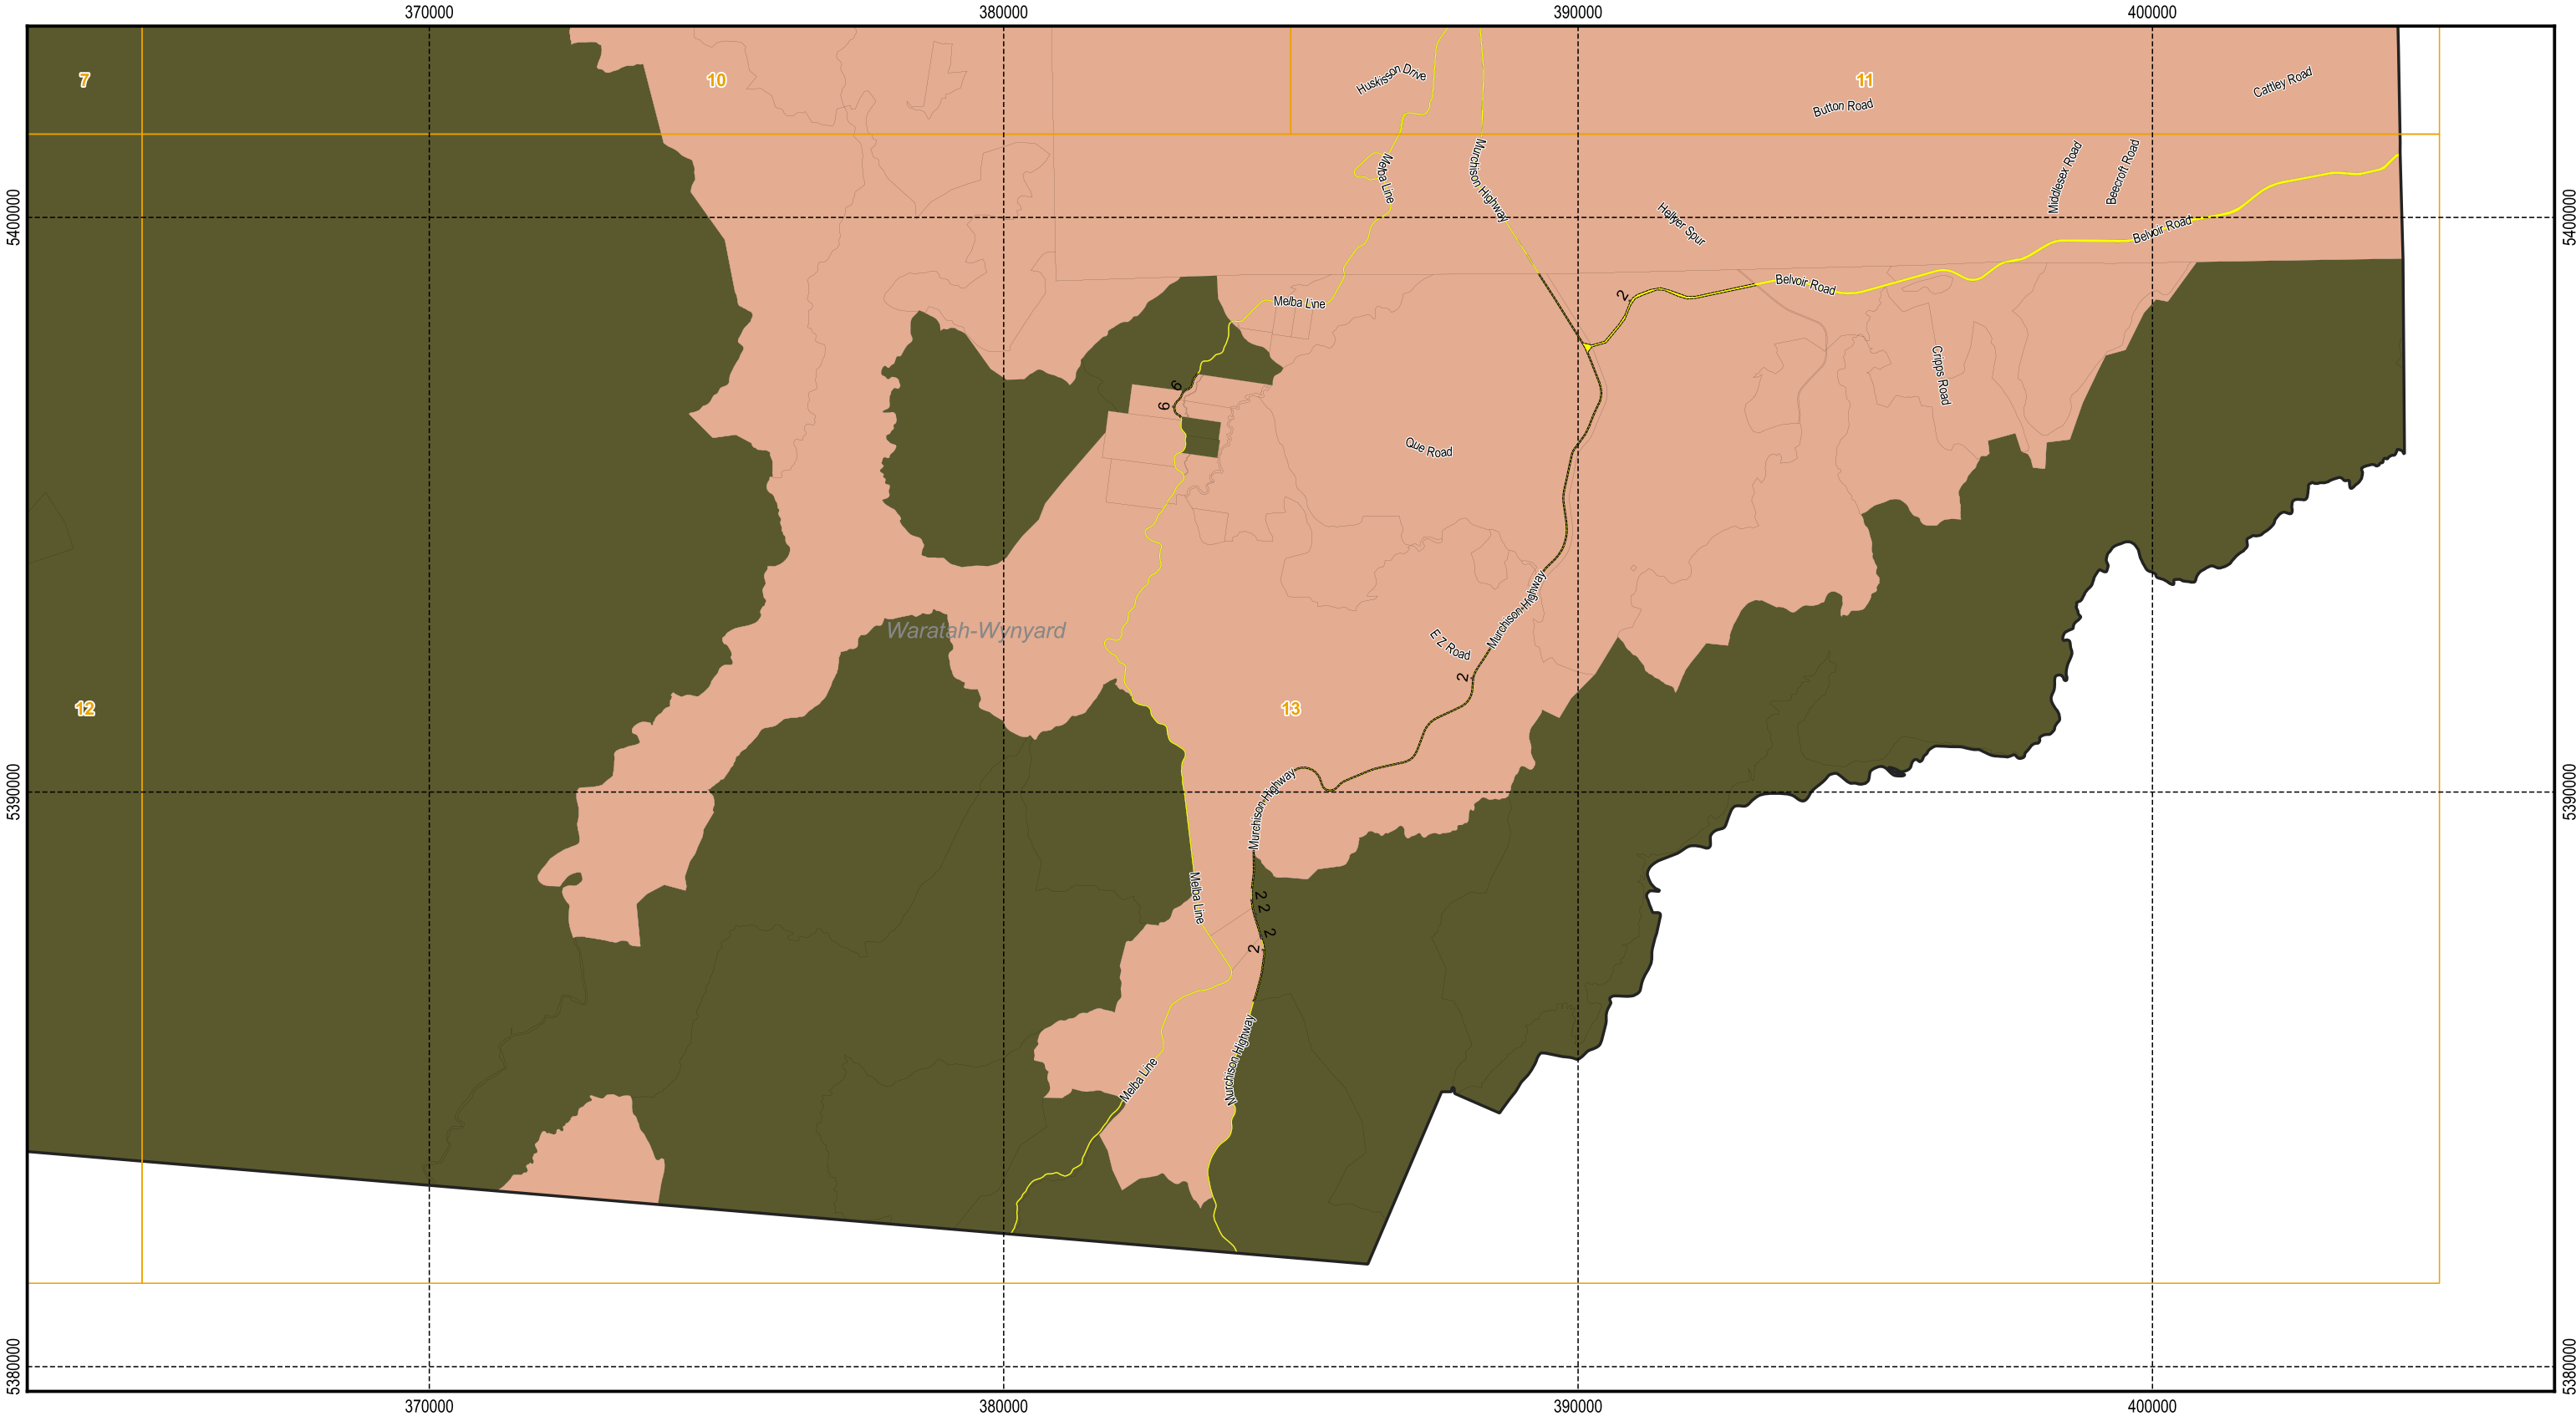 370000
380000
390000
400000
7
10
11
Huskisson Drive
Button Road
Cattley Road
Melba Line
Murchison Highway
Middlesex Road
Beecroft Road
5400000
5400000
Hellyer Spur
Belvoir Road
Belvoir Road
2
Melba Line
Cripps Road
6
6
Que Road
Waratah-Wynyard
Murchison Highway
E Z Road
2
12
13
Murchison Highway
5390000
5390000
Melba Line
2
2
2
2
Melba Line
Murchison Highway
5380000
5380000
370000
380000
390000
400000